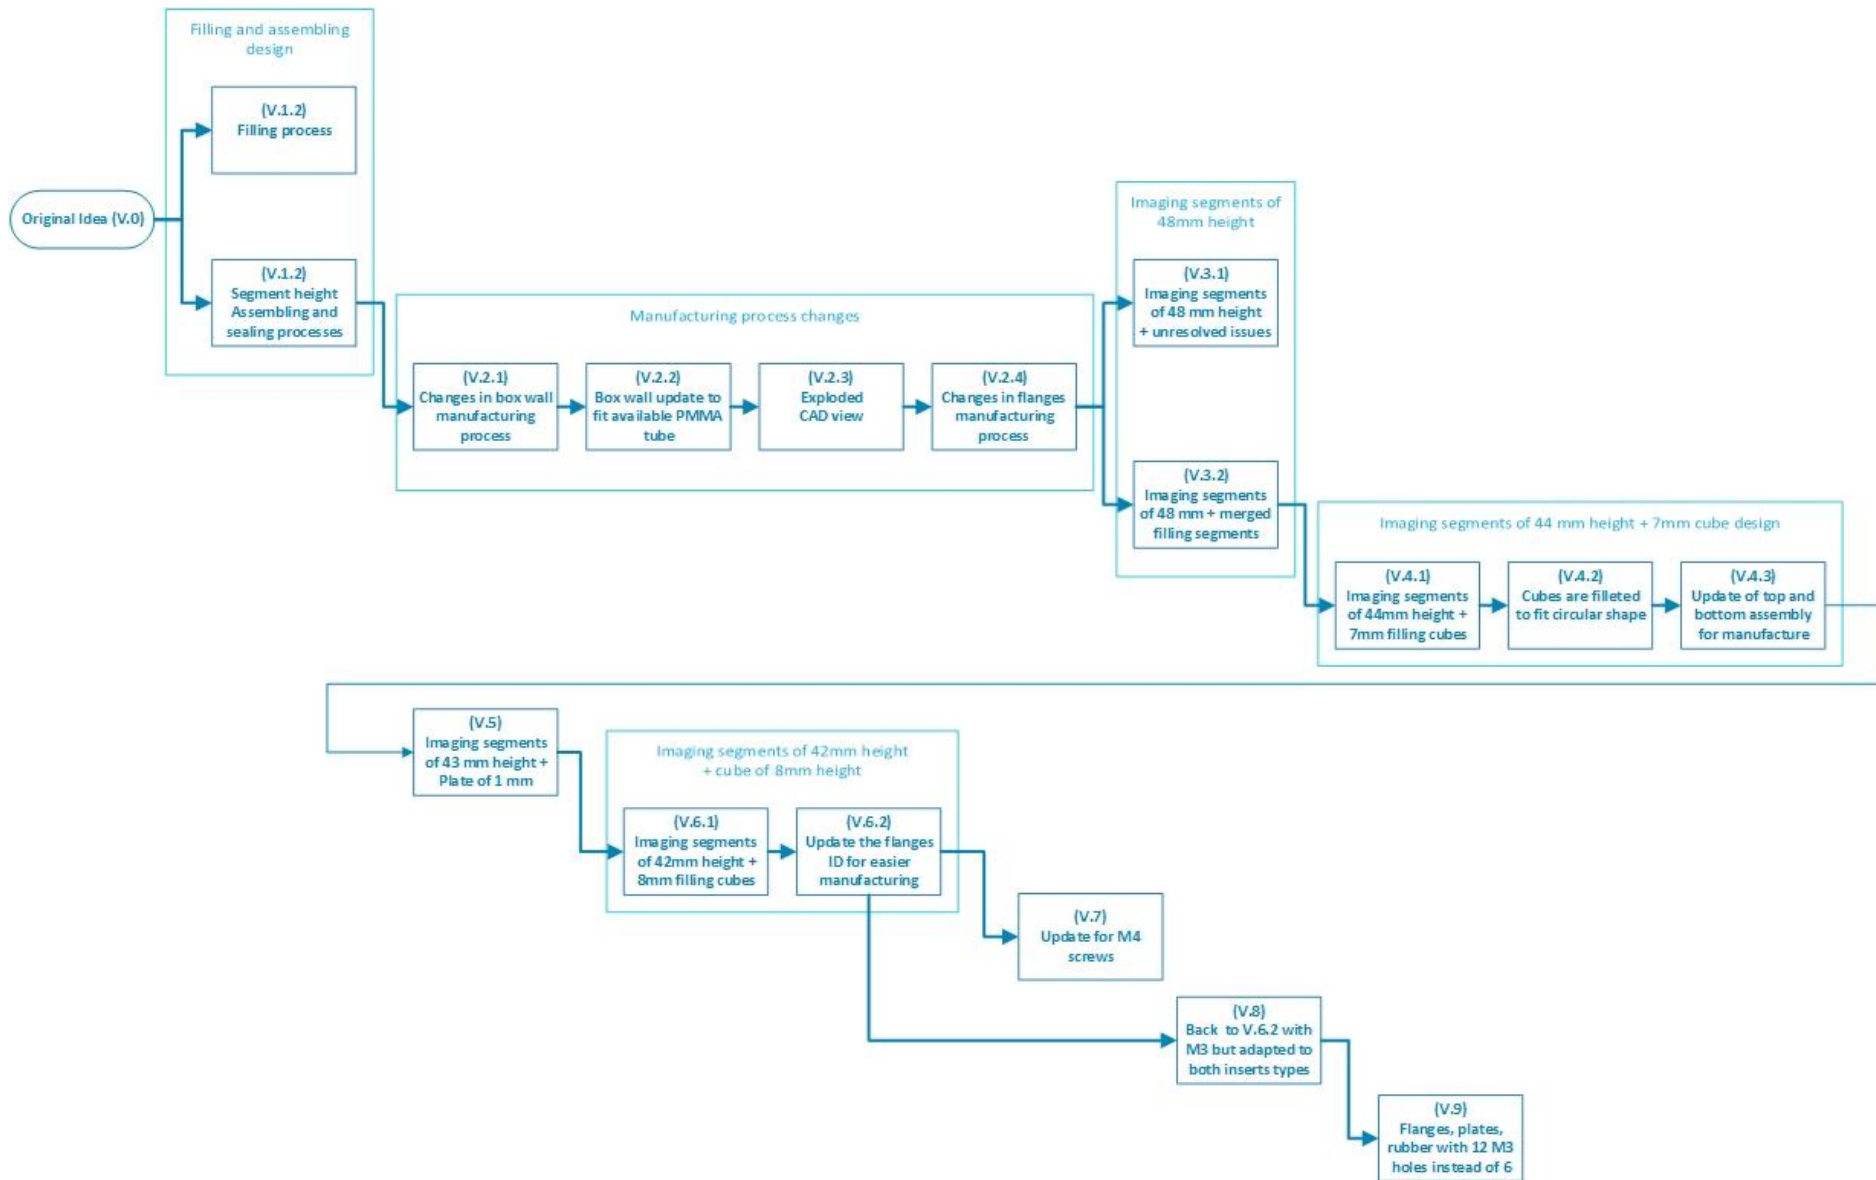 Filling and assembling
design
(V.1.2)
Filling process
Original Idea (V.0)
(V.1.2)
Segment height
Assembling and
sealing processes
Manufacturing process changes
(V.2.1)
Changes in box wall
manufacturing
process
(V.2.2)
Box wall update to
fit available PMMA
tube
(V.2.3)
Exploded
CAD view
(V.2.4)
Changes in flanges
manufacturing
process
Imaging segments of
48mm height
(V.3.1)
Imaging segments
of 48 mm height
+ unresolved issues
(V.3.2)
Imaging segments
of 48 mm + merged
filling segments
Imaging segments of 44 mm height + 7mm cube design
(V.4.1)
Imaging segments
of 44mm height +
7mm filling cubes
(V.4.2)
Cubes are filleted
to fit circular shape
(V.4.3)
Update of top and
bottom assembly
for manufacture
(V.5)
Imaging segments
of 43 mm height +
Plate of 1 mm
Imaging segments of 42mm height
+ cube of 8mm height
(V.6.1)
Imaging segments
of 42mm height +
8mm filling cubes
(V.6.2)
Update the flanges
ID for easier
manufacturing
(V.7)
Update for M4
screws
(V.8)
Back to V.6.2 with
M3 but adapted to
both inserts types
(V.9)
Flanges, plates,
rubber with 12 M3
holes instead of 6